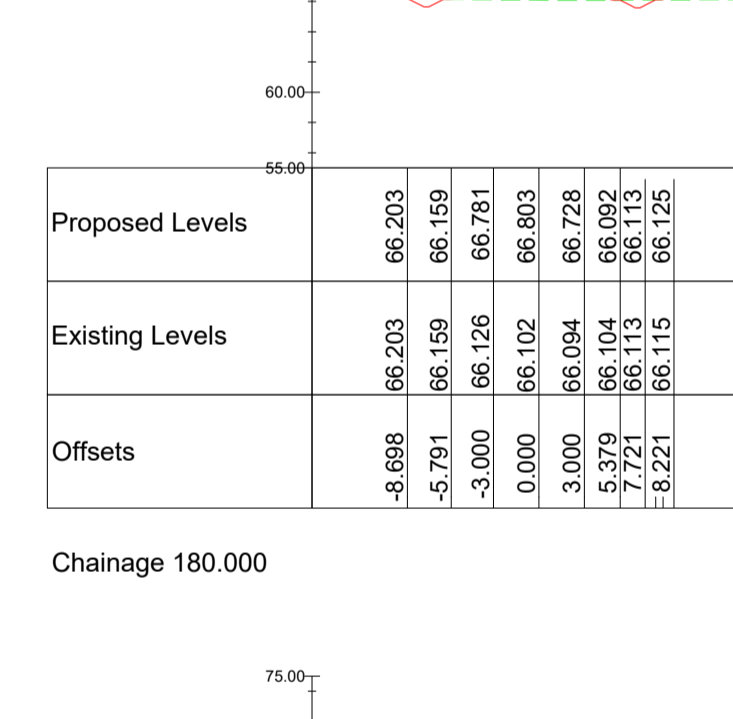 60.00
55.00
Proposed Levels 66.203 66.159 66.781 66.803 66.728 66.092 66.113 66.125
Existing Levels 66.203 66.159 66.126 66.102 66.094 66.104 66.113 66.115
Offsets -8.698 -5.791 -3.000 0.000 3.000 5.379 7.721 8.221
Chainage 180.000
75.00